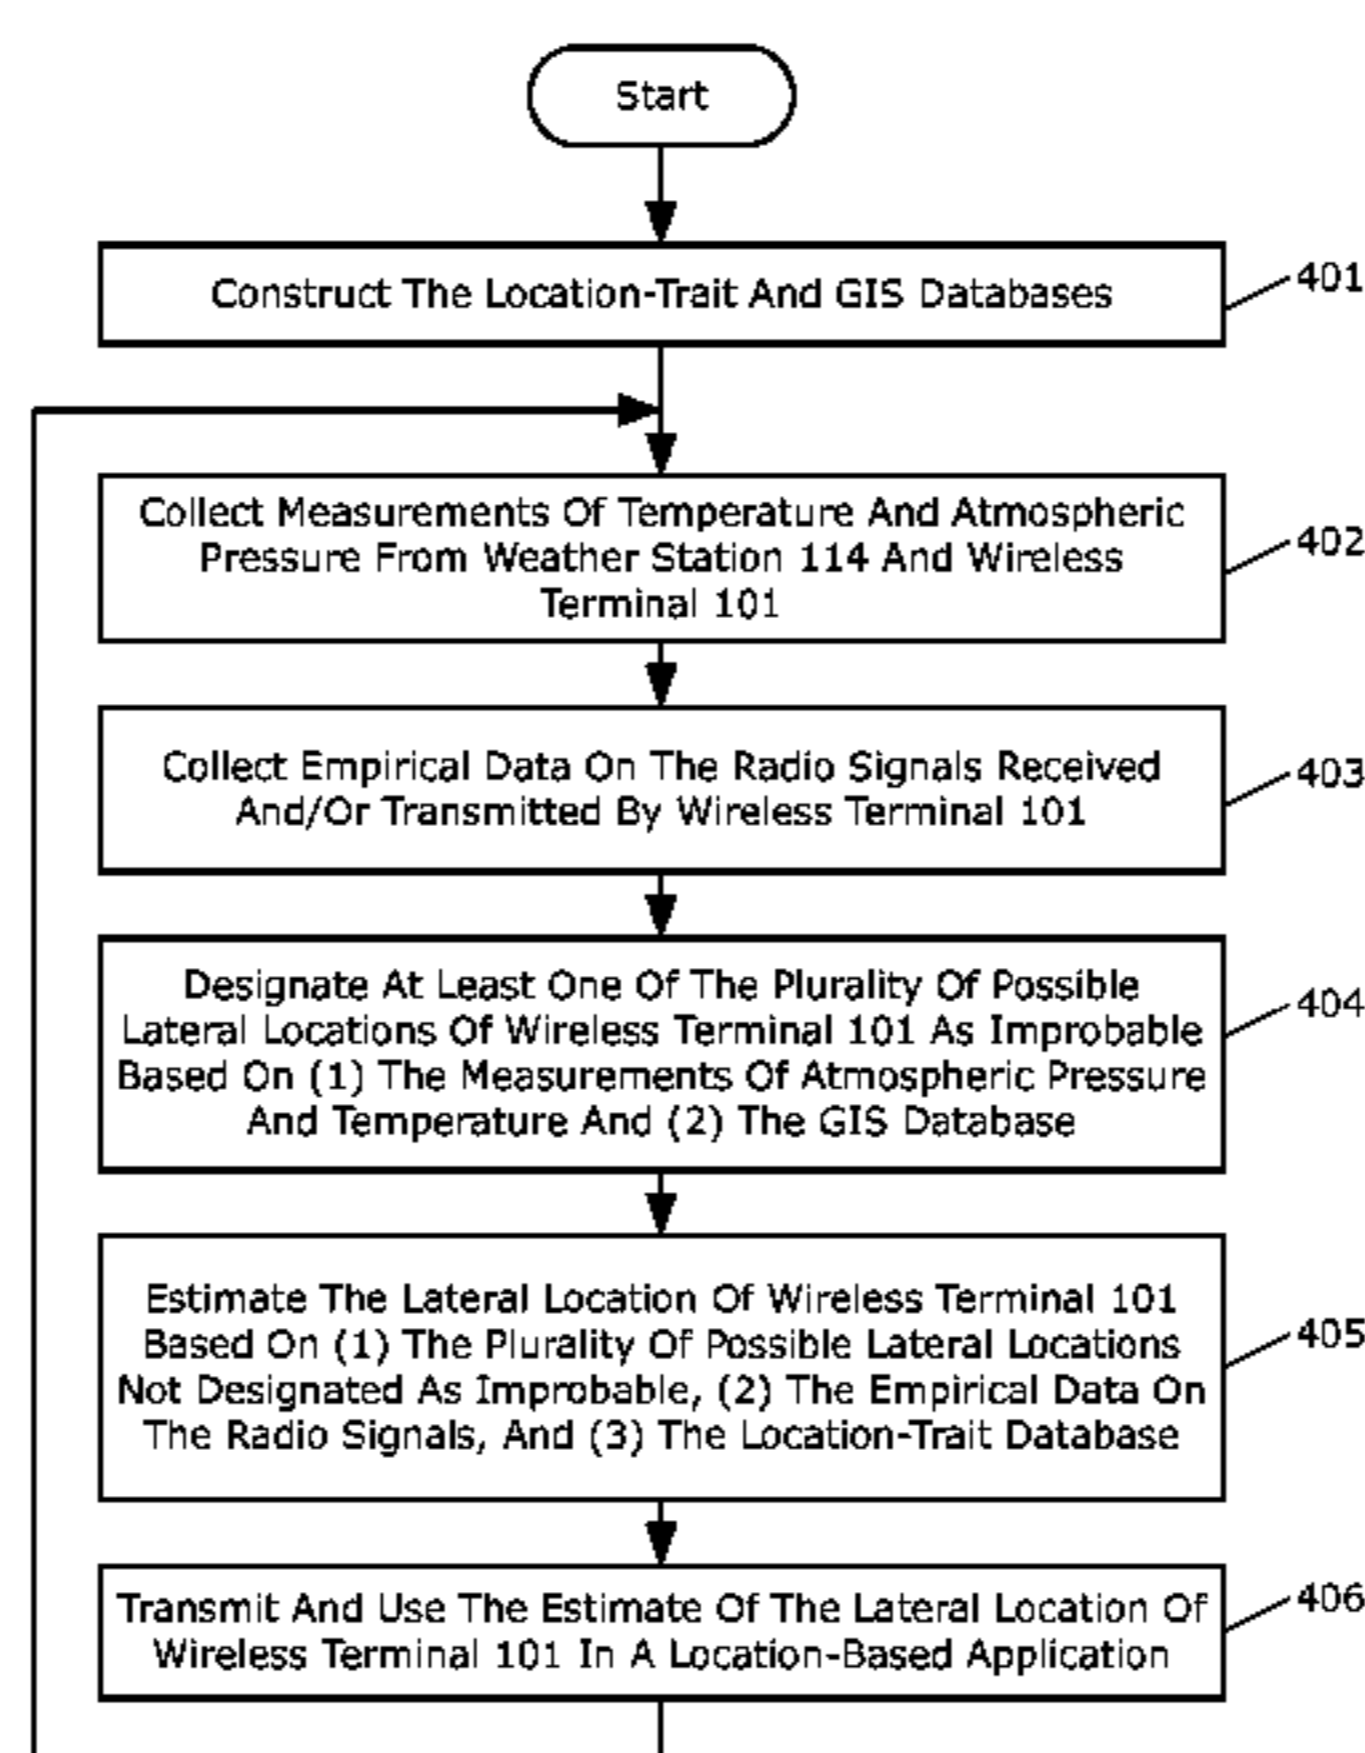 Start
Construct The Location-Trait And GIS Databases
401
Collect Measurements Of Temperature And Atmospheric
Pressure From Weather Station 114 And Wireless
Terminal 101
402
Collect Empirical Data On The Radio Signals Received
And/Or Transmitted By Wireless Terminal 101
403
Designate At Least One Of The Plurality Of Possible
Lateral Locations Of Wireless Terminal 101 As Improbable
Based On (1) The Measurements Of Atmospheric Pressure
And Temperature And (2) The GIS Database
404
Estimate The Lateral Location Of Wireless Terminal 101
Based On (1) The Plurality Of Possible Lateral Locations
Not Designated As Improbable, (2) The Empirical Data On
The Radio Signals, And (3) The Location-Trait Database
405
Transmit And Use The Estimate Of The Lateral Location Of
Wireless Terminal 101 In A Location-Based Application
406